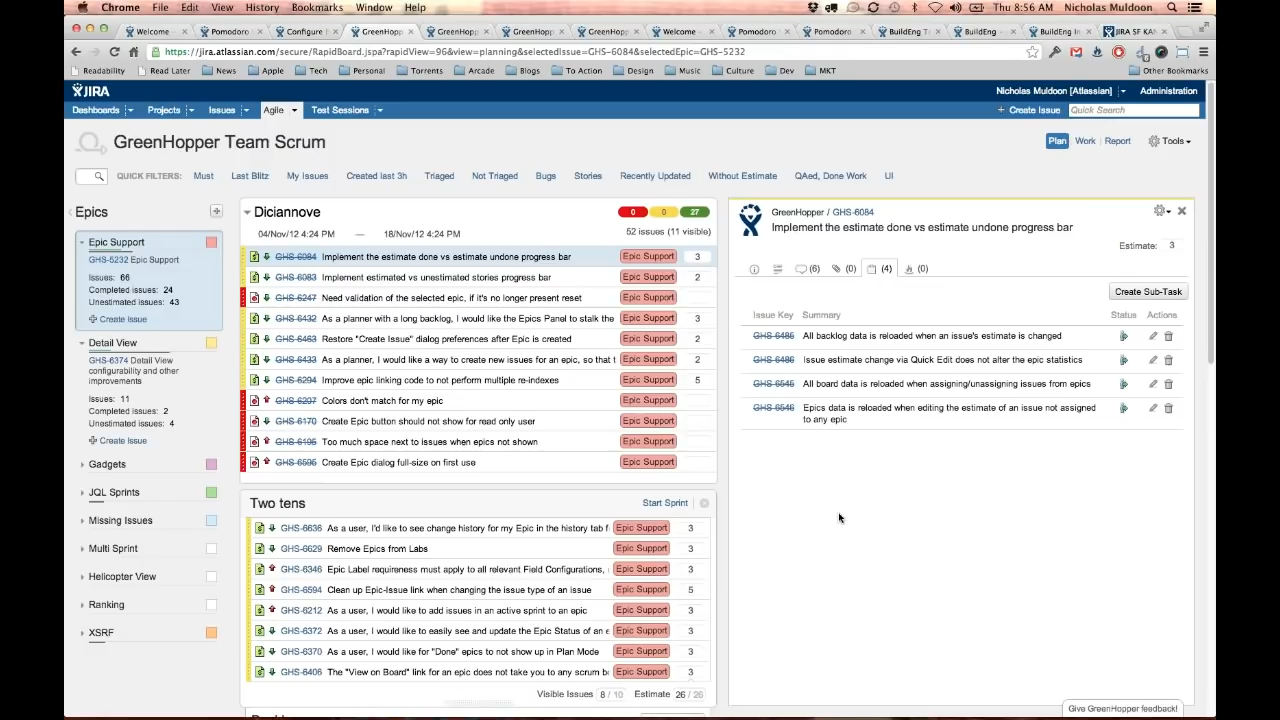 Chrome File Edit View History Bookmarks Window Help Thu 8:56 AM Nicholas Muldoon
Welcome Pomodoro Configure GreenHopp GreenHopp GreenHopp GreenHopp Welcome Pomodoro Pomodoro BuildEng T BuildEng BuildEng In JIRA SF KAN
https://jira.atlassian.com/secure/RapidBoard.jspa?rapidView=96&view=planning&selectedIssue=GHS-6084&selectedEpic=GHS-5232
Readability Read Later News Apple Tech Personal Torrents Arcade Blogs To Action Design Music Culture Dev MKT Other Bookmarks
JIRA Nicholas Muldoon [Atlassian] Administration
Dashboards Projects Issues Agile Test Sessions + Create Issue Quick Search
GreenHopper Team Scrum Plan Work Report Tools
QUICK FILTERS: Must Last Blitz My Issues Created last 3h Triaged Not Triaged Bugs Stories Recently Updated Without Estimate QAed, Done Work UI
Epics
Epic Support
GHS-5232 Epic Support
Issues: 66
Completed issues: 24
Unestimated issues: 43
Create Issue
Detail View
GHS-6374 Detail View
configurability and other
improvements
Issues: 11
Completed issues: 2
Unestimated issues: 4
Create Issue
Gadgets
JQL Sprints
Missing Issues
Multi Sprint
Helicopter View
Ranking
XSRF
Diciannove 0 0 27
04/Nov/12 4:24 PM — 18/Nov/12 4:24 PM 52 issues (11 visible)
GHS-6084 Implement the estimate done vs estimate undone progress bar Epic Support 3
GHS-6083 Implement estimated vs unestimated stories progress bar Epic Support 2
GHS-6247 Need validation of the selected epic, if it's no longer present reset Epic Support
GHS-6432 As a planner with a long backlog, I would like the Epics Panel to stalk the Epic Support 3
GHS-6463 Restore "Create Issue" dialog preferences after Epic is created Epic Support 2
GHS-6433 As a planner, I would like a way to create new issues for an epic, so that t Epic Support 2
GHS-6294 Improve epic linking code to not perform multiple re-indexes Epic Support 5
GHS-6207 Colors don't match for my epic Epic Support
GHS-6170 Create Epic button should not show for read only user Epic Support
GHS-6195 Too much space next to issues when epics not shown Epic Support
GHS-6595 Create Epic dialog full-size on first use Epic Support
Two tens Start Sprint
GHS-6636 As a user, I'd like to see change history for my Epic in the history tab f Epic Support 3
GHS-6629 Remove Epics from Labs Epic Support 3
GHS-6346 Epic Label requireness must apply to all relevant Field Configurations, Epic Support 3
GHS-6594 Clean up Epic-Issue link when changing the issue type of an issue Epic Support 5
GHS-6212 As a user, I would like to add issues in an active sprint to an epic Epic Support 3
GHS-6372 As a user, I would like to easily see and update the Epic Status of an e Epic Support 3
GHS-6370 As a user, I would like for "Done" epics to not show up in Plan Mode Epic Support 3
GHS-6406 The "View on Board" link for an epic does not take you to any scrum b Epic Support 3
Visible Issues 8 / 10 Estimate 26 / 26
GreenHopper / GHS-6084
Implement the estimate done vs estimate undone progress bar
Estimate: 3
(6) (0) (4) (0)
Create Sub-Task
Issue Key Summary Status Actions
GHS-6485 All backlog data is reloaded when an issue's estimate is changed
GHS-6486 Issue estimate change via Quick Edit does not alter the epic statistics
GHS-6545 All board data is reloaded when assigning/unassigning issues from epics
GHS-6546 Epics data is reloaded when editing the estimate of an issue not assigned
to any epic
Give GreenHopper feedback!